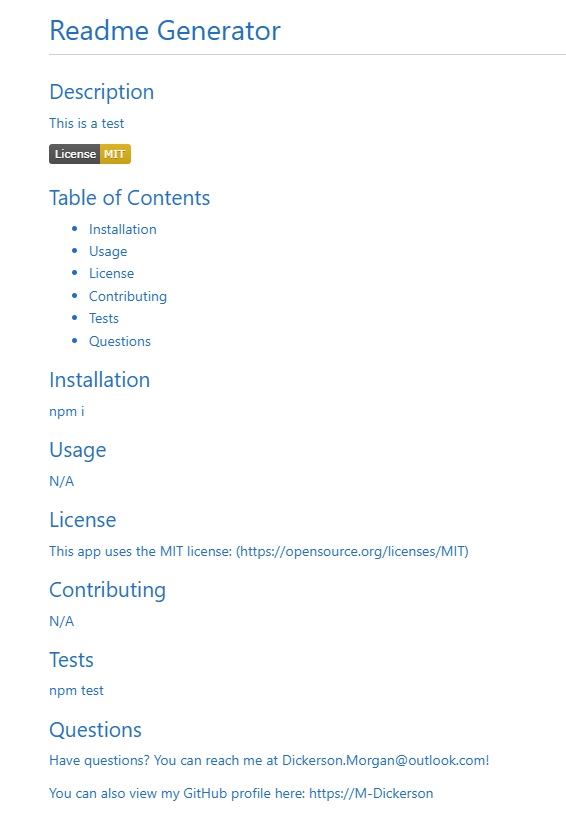 Readme Generator
Description
This is a test
License MIT
Table of Contents
Installation
Usage
License
Contributing
Tests
Questions
Installation
npm i
Usage
N/A
License
This app uses the MIT license: (https://opensource.org/licenses/MIT)
Contributing
N/A
Tests
npm test
Questions
Have questions? You can reach me at Dickerson.Morgan@outlook.com!
You can also view my GitHub profile here: https://M-Dickerson